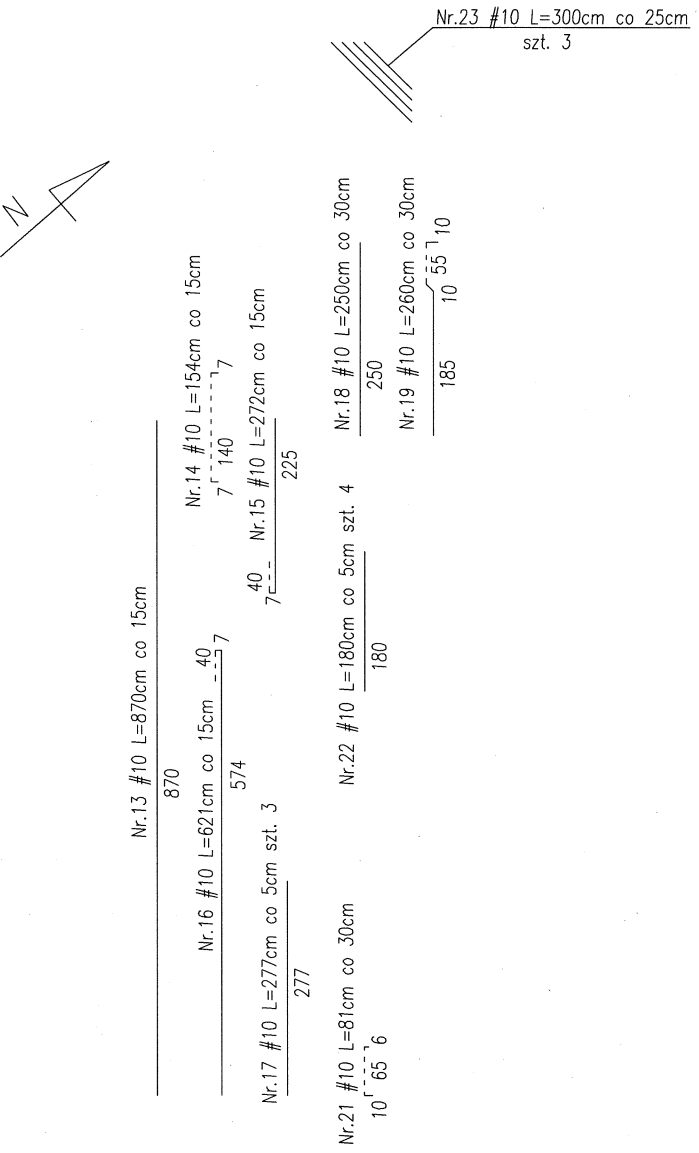 Nr.23 #10 L=300cm co 25cm
szt. 3
N
Nr.13 #10 L=870cm co 15cm
870
Nr.14 #10 L=154cm co 15cm
7 140 7
Nr.15 #10 L=272cm co 15cm
7 40
225
Nr.16 #10 L=621cm co 15cm
40 7
574
Nr.17 #10 L=277cm co 5cm szt. 3
277
Nr.18 #10 L=250cm co 30cm
250
Nr.19 #10 L=260cm co 30cm
185 10 55 10
Nr.22 #10 L=180cm co 5cm szt. 4
180
Nr.21 #10 L=81cm co 30cm
10 65 6